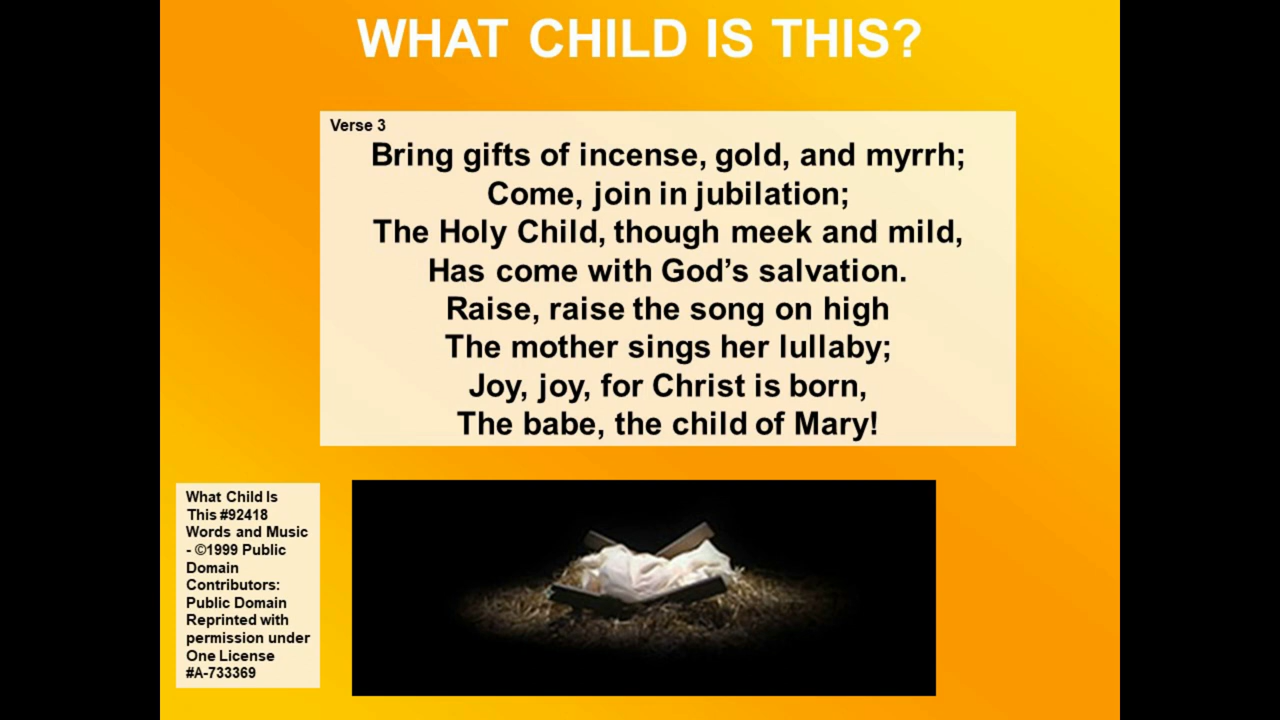 WHAT CHILD IS THIS?
Verse 3
Bring gifts of incense, gold, and myrrh;
Come, join in jubilation;
The Holy Child, though meek and mild,
Has come with God’s salvation.
Raise, raise the song on high
The mother sings her lullaby;
Joy, joy, for Christ is born,
The babe, the child of Mary!
What Child Is
This #92418
Words and Music
- ©1999 Public
Domain
Contributors:
Public Domain
Reprinted with
permission under
One License
#A-733369